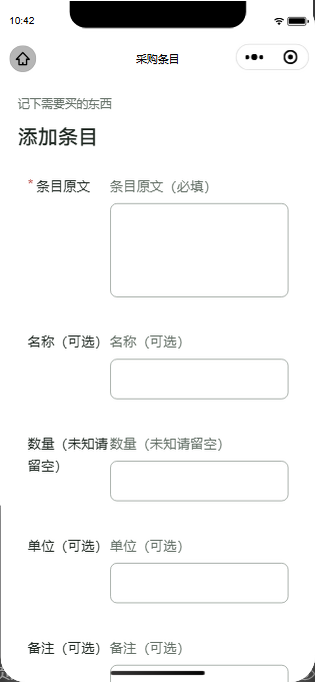 10:42
采购条目
记下需要买的东西
添加条目
* 条目原文 条目原文（必填）
名称（可选） 名称（可选）
数量（未知请留空） 数量（未知请留空）
单位（可选） 单位（可选）
备注（可选） 备注（可选）